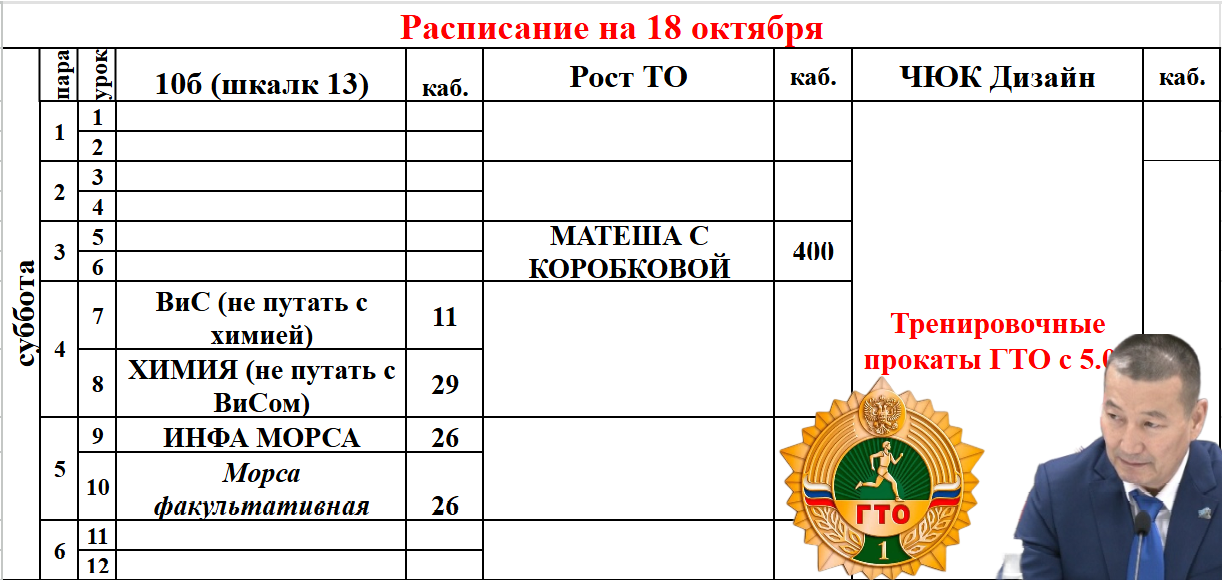 Расписание на 18 октября
пара
урок
10б (шкалк 13)
каб.
Рост ТО
каб.
ЧЮК Дизайн
каб.
суббота
1
1
2
2
3
4
3
5
6
МАТЕША С
КОРОБКОВОЙ
400
4
7
ВиС (не путать с
химией)
11
8
ХИМИЯ (не путать с
ВиСом)
29
Тренировочные
прокаты ГТО с 5.0
5
9
ИНФА МОРСА
26
10
Морса
факультативная
26
6
11
12
ГТО
1